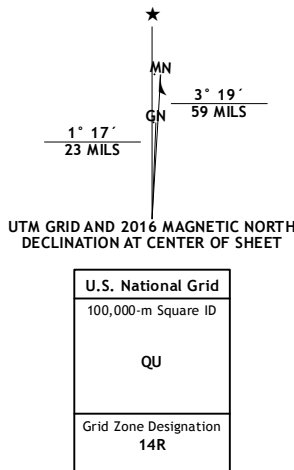 ★
MN
3° 19´
59 MILS
GN
1° 17´
23 MILS
UTM GRID AND 2016 MAGNETIC NORTH
DECLINATION AT CENTER OF SHEET
U.S. National Grid
100,000-m Square ID
QU
Grid Zone Designation
14R